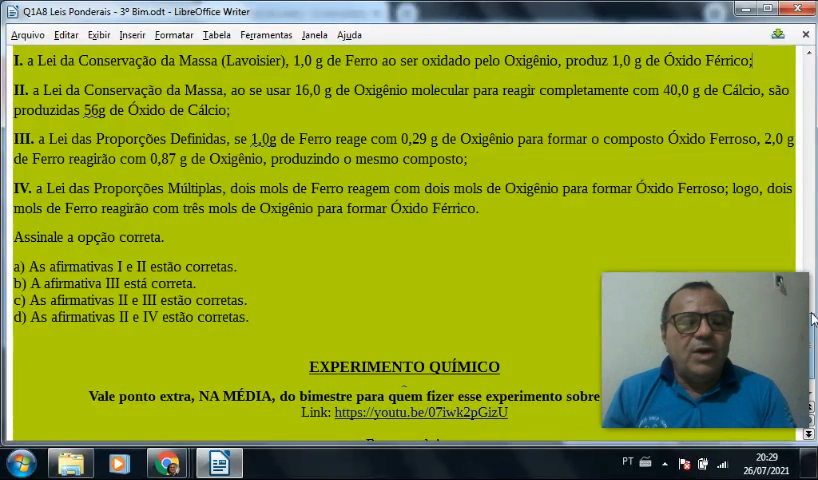 Q1A8 Leis Ponderais - 3º Bim.odt - LibreOffice Writer
Arquivo Editar Exibir Inserir Formatar Tabela Ferramentas Janela Ajuda
I. a Lei da Conservação da Massa (Lavoisier), 1,0 g de Ferro ao ser oxidado pelo Oxigênio, produz 1,0 g de Óxido Férrico;
II. a Lei da Conservação da Massa, ao se usar 16,0 g de Oxigênio molecular para reagir completamente com 40,0 g de Cálcio, são
produzidas 56g de Óxido de Cálcio;
III. a Lei das Proporções Definidas, se 1,0g de Ferro reage com 0,29 g de Oxigênio para formar o composto Óxido Ferroso, 2,0 g
de Ferro reagirão com 0,87 g de Oxigênio, produzindo o mesmo composto;
IV. a Lei das Proporções Múltiplas, dois mols de Ferro reagem com dois mols de Oxigênio para formar Óxido Ferroso; logo, dois
mols de Ferro reagirão com três mols de Oxigênio para formar Óxido Férrico.
Assinale a opção correta.
a) As afirmativas I e II estão corretas.
b) A afirmativa III está correta.
c) As afirmativas II e III estão corretas.
d) As afirmativas II e IV estão corretas.
EXPERIMENTO QUÍMICO
Vale ponto extra, NA MÉDIA, do bimestre para quem fizer esse experimento sobre
Link: https://youtu.be/07iwk2pGizU
PT
20:29
26/07/2021